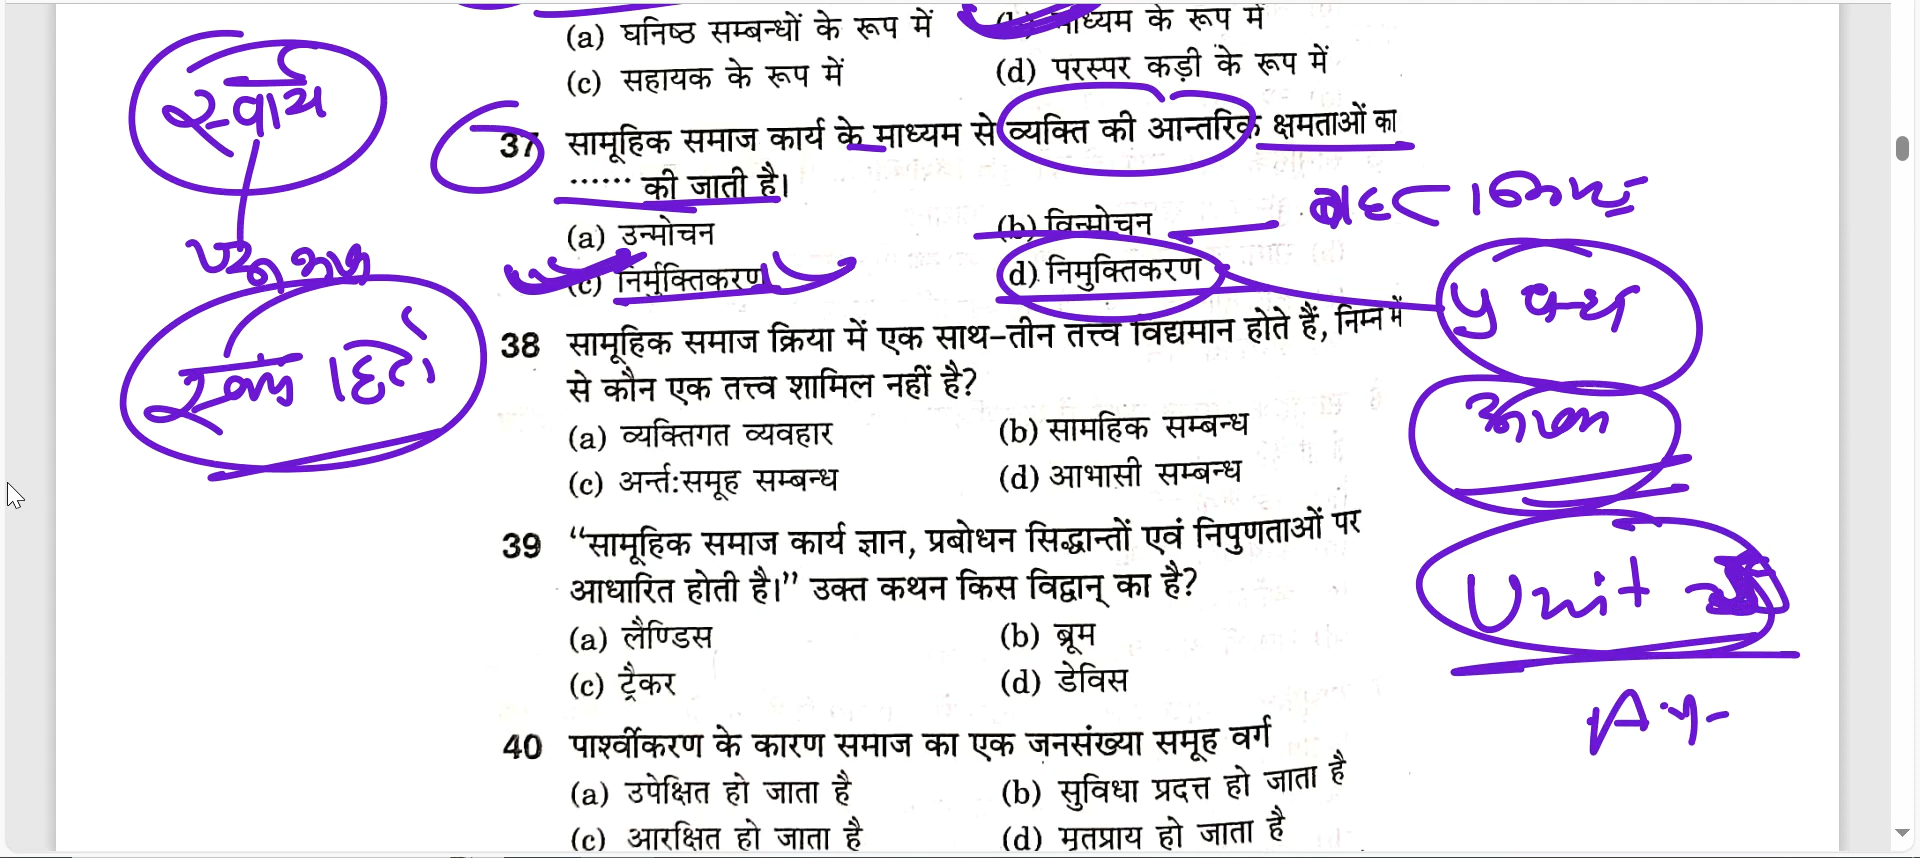 (a) घनिष्ठ सम्बन्धों के रूप में माध्यम के रूप में
(c) सहायक के रूप में (d) परस्पर कड़ी के रूप में
37 सामूहिक समाज कार्य के माध्यम से व्यक्ति की आन्तरिक क्षमताओं का
...... की जाती है।
(a) उन्मोचन (b) विन्मोचन
(c) निर्मुक्तिकरण (d) निमुक्तिकरण
38 सामूहिक समाज क्रिया में एक साथ-तीन तत्त्व विद्यमान होते हैं, निम्न में
से कौन एक तत्त्व शामिल नहीं है?
(a) व्यक्तिगत व्यवहार (b) सामहिक सम्बन्ध
(c) अर्न्त:समूह सम्बन्ध (d) आभासी सम्बन्ध
39 “सामूहिक समाज कार्य ज्ञान, प्रबोधन सिद्धान्तों एवं निपुणताओं पर
आधारित होती है।” उक्त कथन किस विद्वान् का है?
(a) लैण्डिस (b) ब्रूम
(c) ट्रैकर (d) डेविस
40 पार्श्वीकरण के कारण समाज का एक जनसंख्या समूह वर्ग
(a) उपेक्षित हो जाता है (b) सुविधा प्रदत्त हो जाता है
(c) आरक्षित हो जाता है (d) मृतप्राय हो जाता है
स्वार्थ
Unit